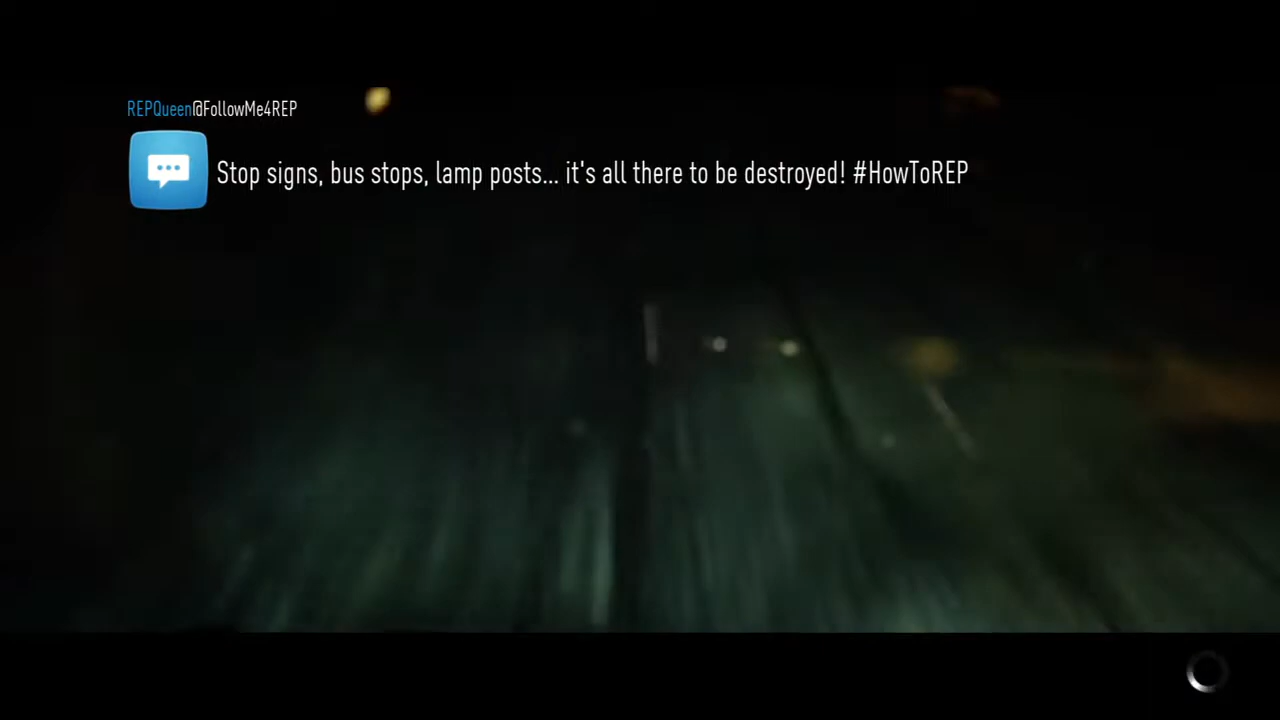 REPQueen@FollowMe4REP
Stop signs, bus stops, lamp posts... it's all there to be destroyed! #HowToREP